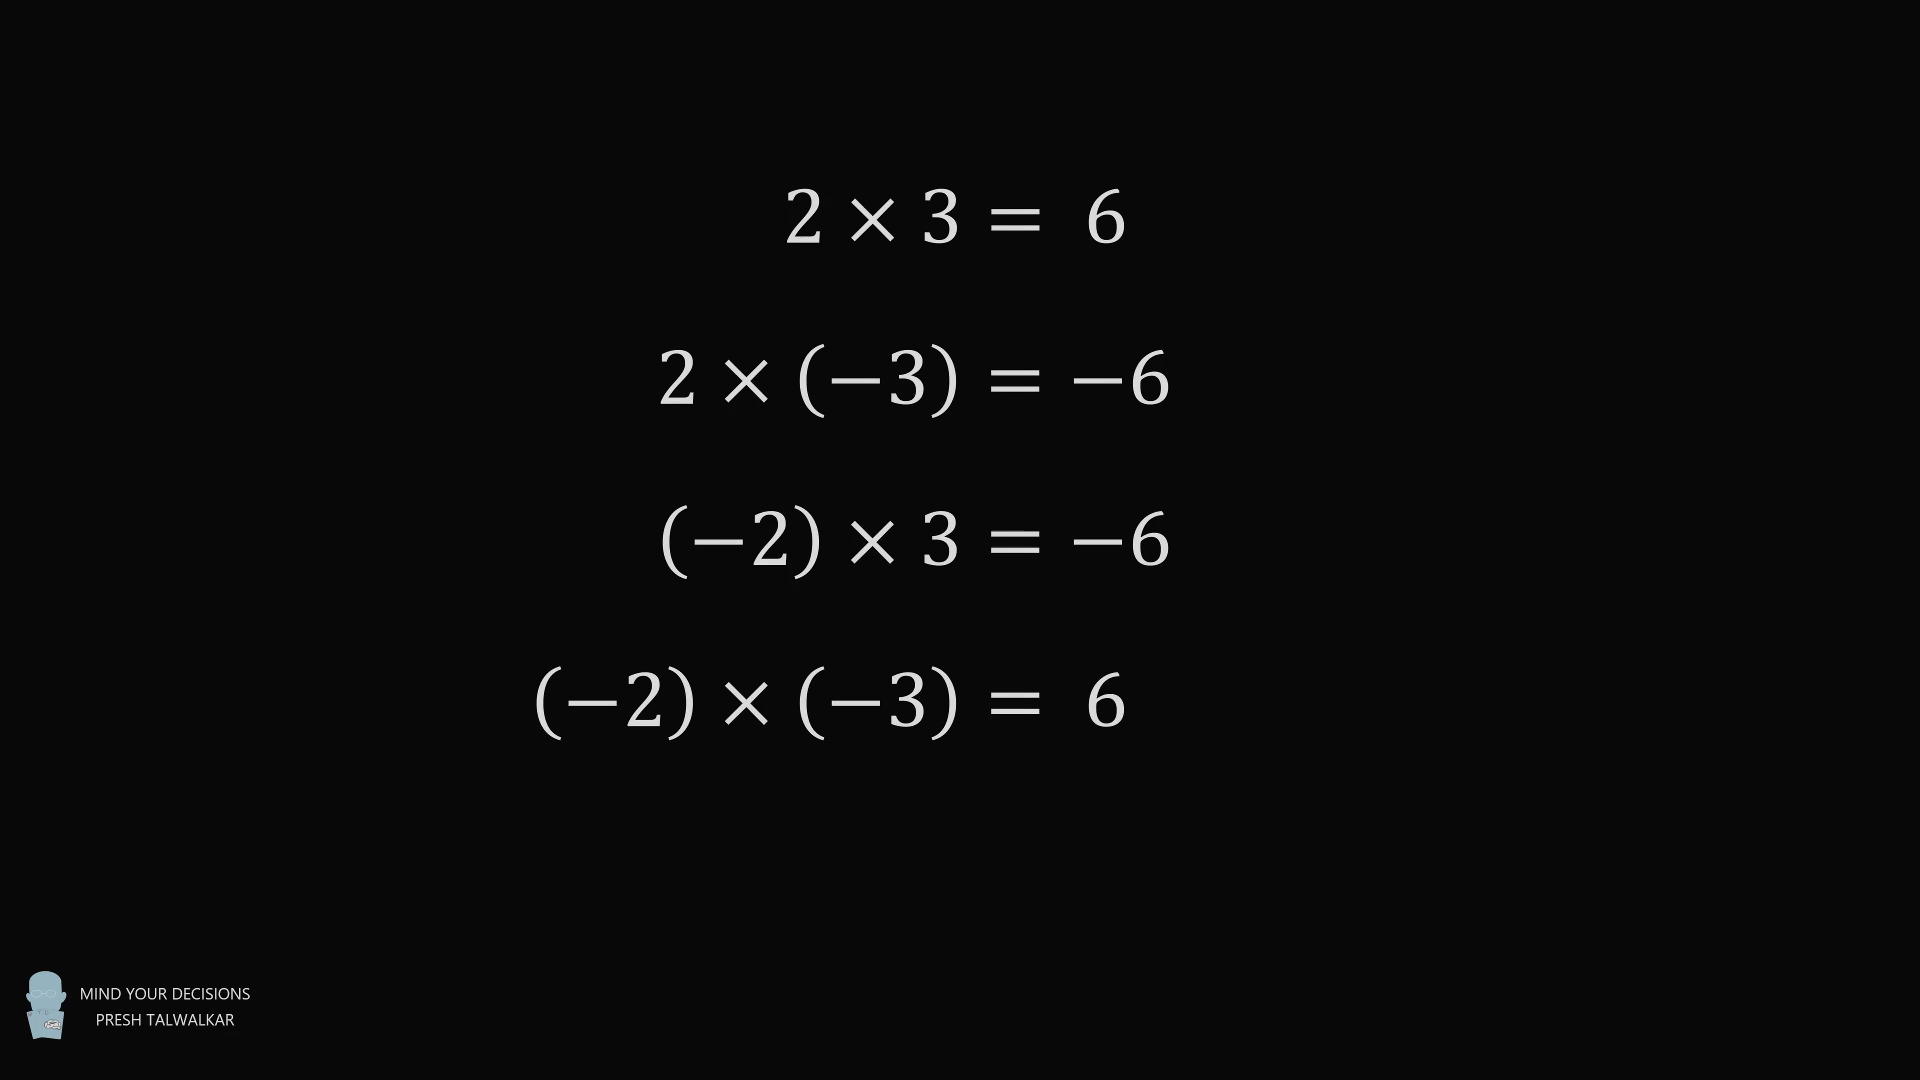 2 × 3 = 6
2 × (−3) = −6
(−2) × 3 = −6
(−2) × (−3) = 6
MIND YOUR DECISIONS
PRESH TALWALKAR